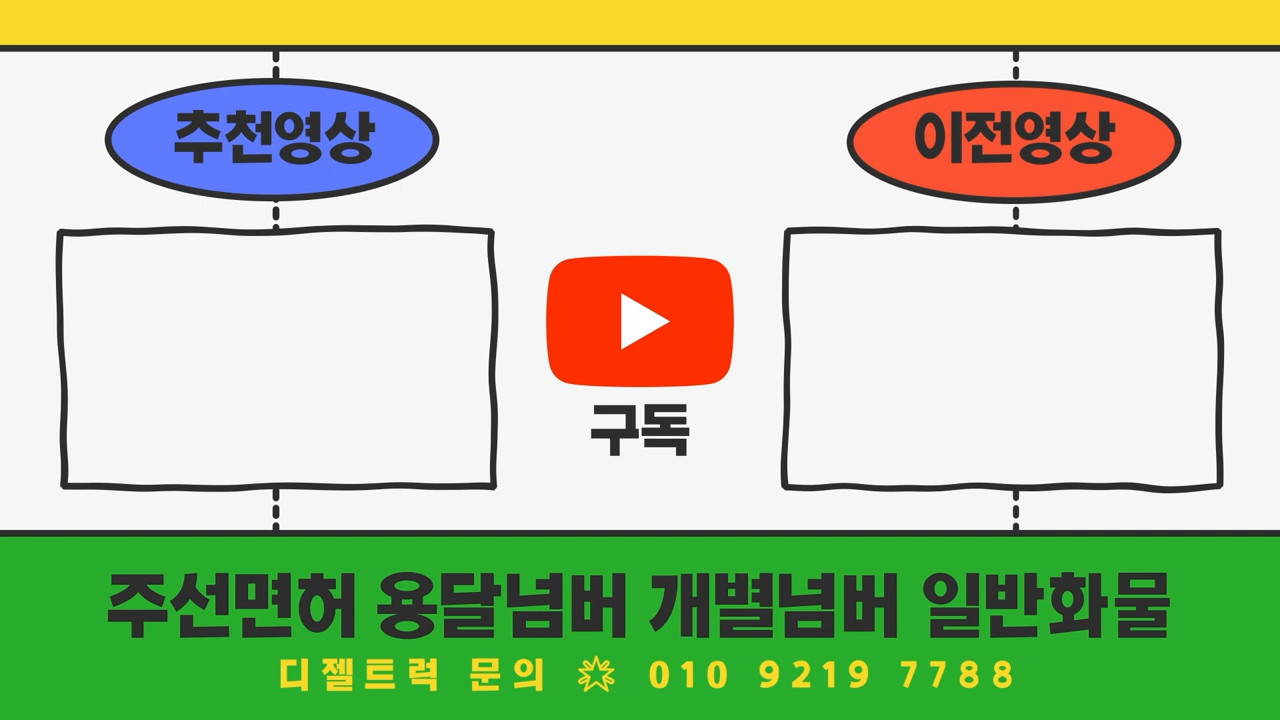 추천영상
이전영상
구독
주선면허 용달넘버 개별넘버 일반화물
디젤트럭 문의 010 9219 7788